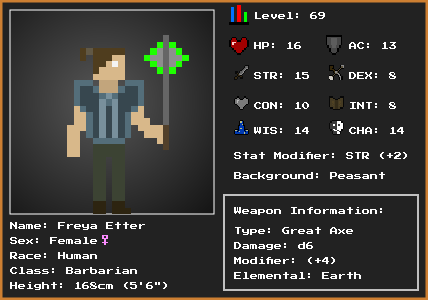 Level: 69
HP: 16 AC: 13
STR: 15 DEX: 8
CON: 10 INT: 8
WIS: 14 CHA: 14
Stat Modifier: STR (+2)
Background: Peasant
Name: Freya Etter
Sex: Female
Race: Human
Class: Barbarian
Height: 168cm (5'6")
Weapon Information:
Type: Great Axe
Damage: d6
Modifier: (+4)
Elemental: Earth